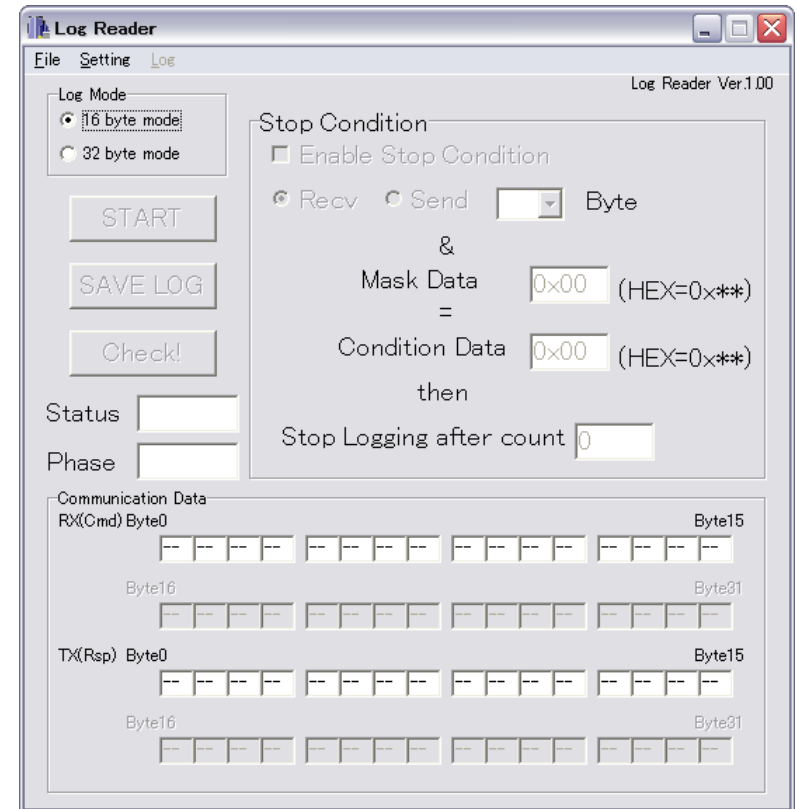 Log Reader
File Setting Log
Log Reader Ver.1.00
Log Mode
16 byte mode
32 byte mode
START
SAVE LOG
Check!
Status
Phase
Stop Condition
Enable Stop Condition
Recv Send Byte
&
Mask Data 0x00 (HEX=0x**)
=
Condition Data 0x00 (HEX=0x**)
then
Stop Logging after count 0
Communication Data
RX(Cmd) Byte0 Byte15
-- -- -- -- -- -- -- -- -- -- -- -- -- -- -- --
Byte16 Byte31
-- -- -- -- -- -- -- -- -- -- -- -- -- -- -- --
TX(Rsp) Byte0 Byte15
-- -- -- -- -- -- -- -- -- -- -- -- -- -- -- --
Byte16 Byte31
-- -- -- -- -- -- -- -- -- -- -- -- -- -- -- --